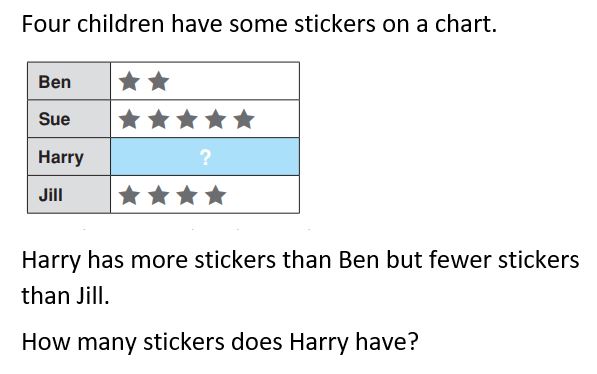 Four children have some stickers on a chart.
Ben
Sue
Harry ?
Jill
Harry has more stickers than Ben but fewer stickers
than Jill.
How many stickers does Harry have?